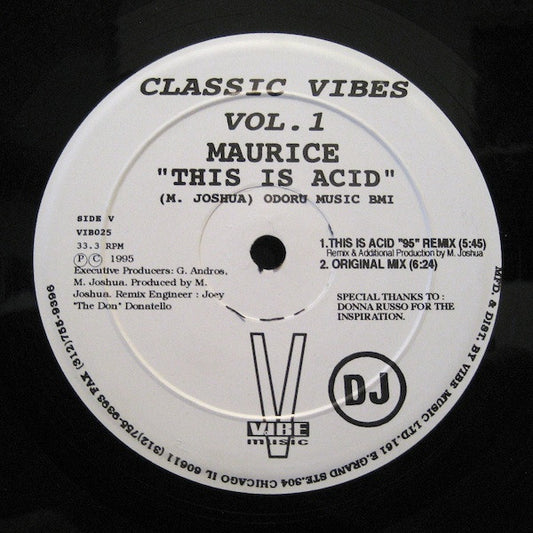 CLASSIC VIBES
VOL.1
MAURICE
"THIS IS ACID"
(M. JOSHUA) ODORU MUSIC BMI
SIDE V
VIB025
33.3 RPM
Ⓟ Ⓒ 1995
Executive Producers: G. Andros,
M. Joshua. Produced by M.
Joshua. Remix Engineer : Joey
"The Don" Donatello
1.THIS IS ACID "95" REMIX (5:45)
Remix & Additional Production by M. Joshua
2. ORIGINAL MIX (6:24)
SPECIAL THANKS TO :
DONNA RUSSO FOR THE
INSPIRATION.
V
VIBE
music
DJ
MFD. & DIST. BY VIBE MUSIC LTD.161 E.GRAND STE.304 CHICAGO IL 60611 (312)755-9393 FAX (312)755-9396